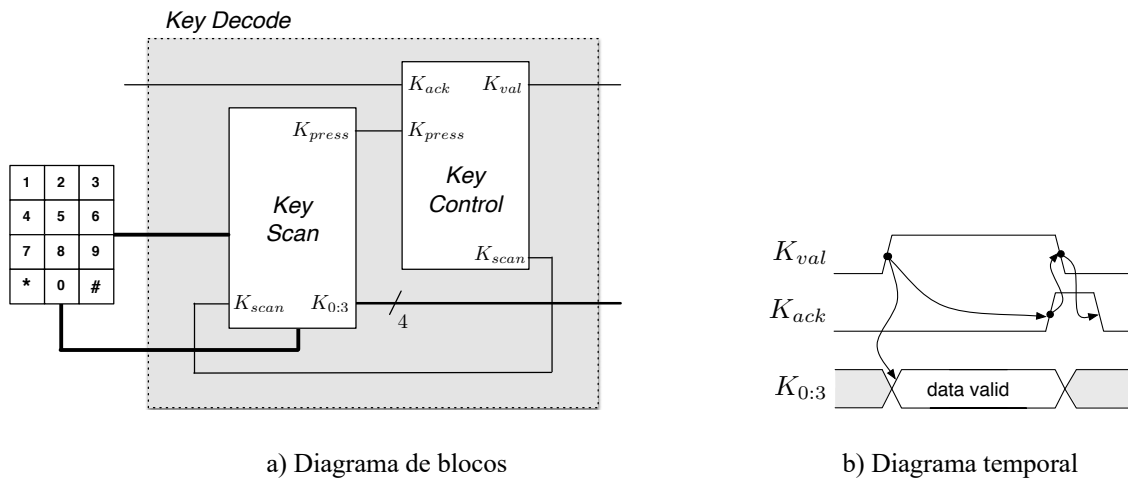 Key Decode
K_ack K_val
K_press K_press
Key
Control
Key
Scan
K_scan
K_scan K_0:3
4
1 2 3
4 5 6
7 8 9
* 0 #
K_val
K_ack
K_0:3 data valid
a) Diagrama de blocos
b) Diagrama temporal